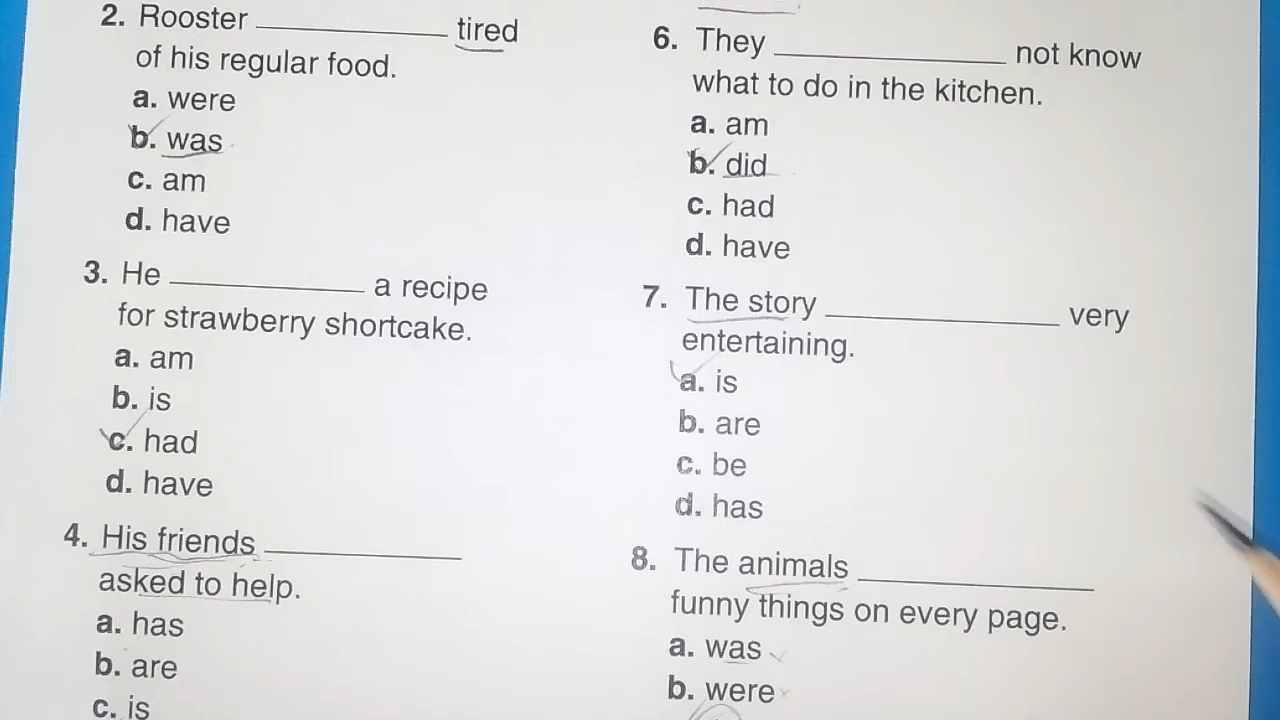 2. Rooster ____________ tired
of his regular food.
a. were
b. was
c. am
d. have
3. He ____________ a recipe
for strawberry shortcake.
a. am
b. is
c. had
d. have
4. His friends ____________
asked to help.
a. has
b. are
c. is
6. They ____________ not know
what to do in the kitchen.
a. am
b. did
c. had
d. have
7. The story ____________ very
entertaining.
a. is
b. are
c. be
d. has
8. The animals ____________
funny things on every page.
a. was
b. were